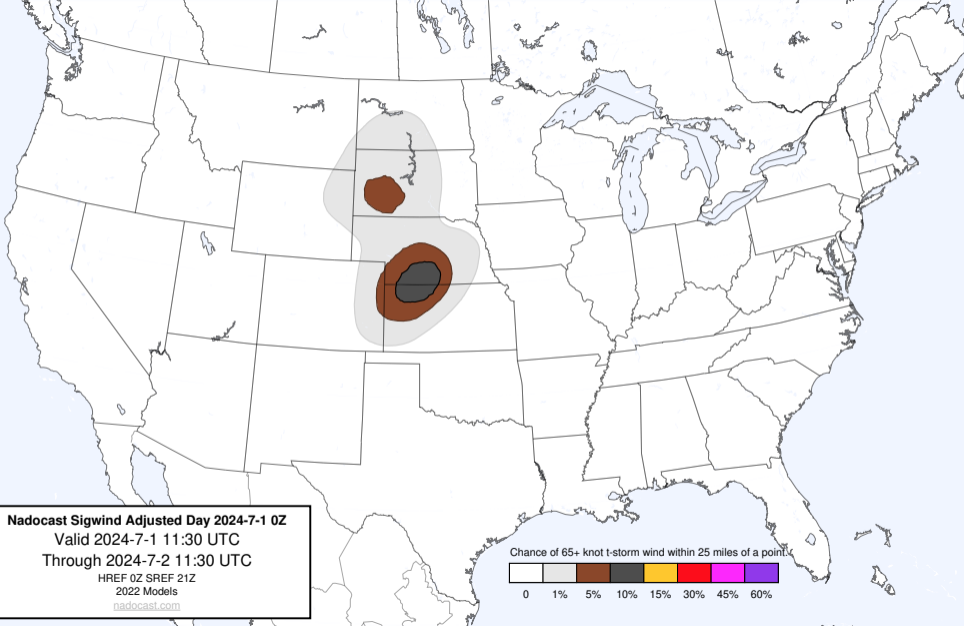 Nadocast Sigwind Adjusted Day 2024-7-1 0Z
Valid 2024-7-1 11:30 UTC
Through 2024-7-2 11:30 UTC
HREF 0Z SREF 21Z
2022 Models
nadocast.com
Chance of 65+ knot t-storm wind within 25 miles of a point.
0 1% 5% 10% 15% 30% 45% 60%